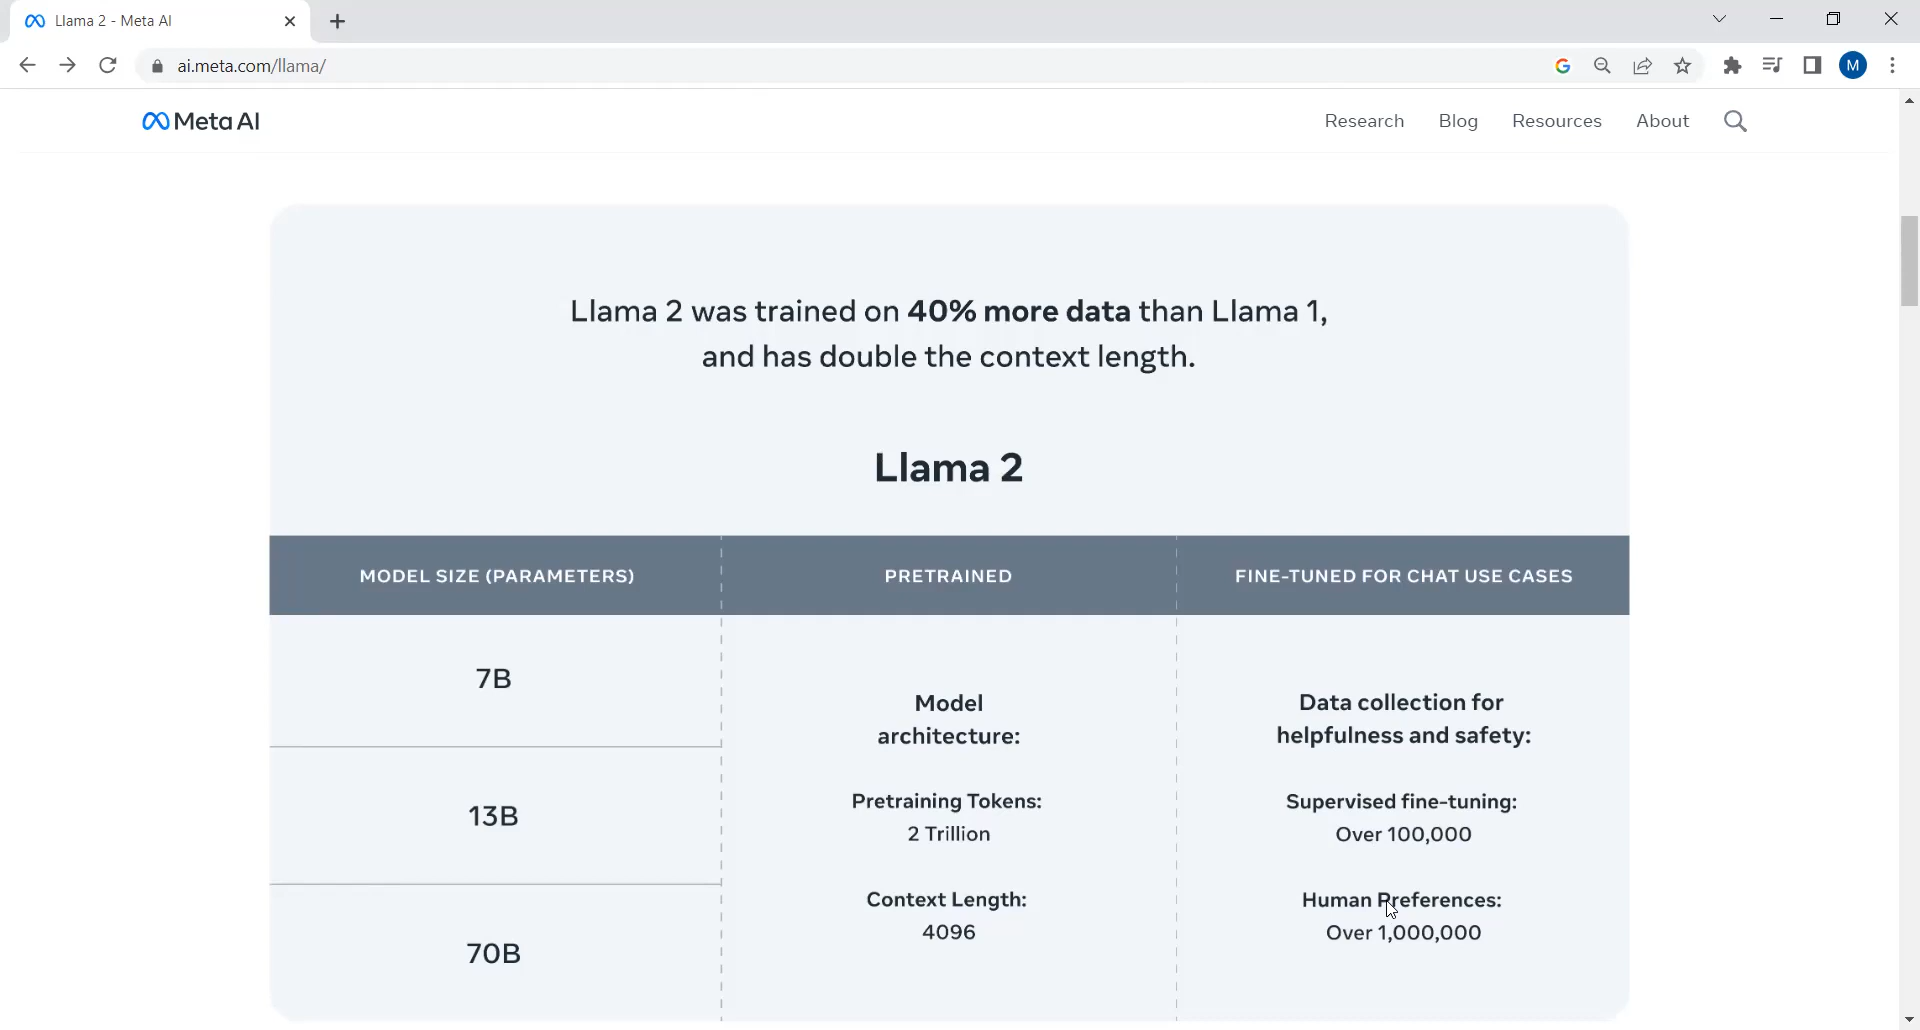 Llama 2 - Meta AI
ai.meta.com/llama/
M
Meta AI
Research Blog Resources About
Llama 2 was trained on 40% more data than Llama 1,
and has double the context length.
Llama 2
MODEL SIZE (PARAMETERS) PRETRAINED FINE-TUNED FOR CHAT USE CASES
7B
13B
70B
Model
architecture:
Pretraining Tokens:
2 Trillion
Context Length:
4096
Data collection for
helpfulness and safety:
Supervised fine-tuning:
Over 100,000
Human Preferences:
Over 1,000,000